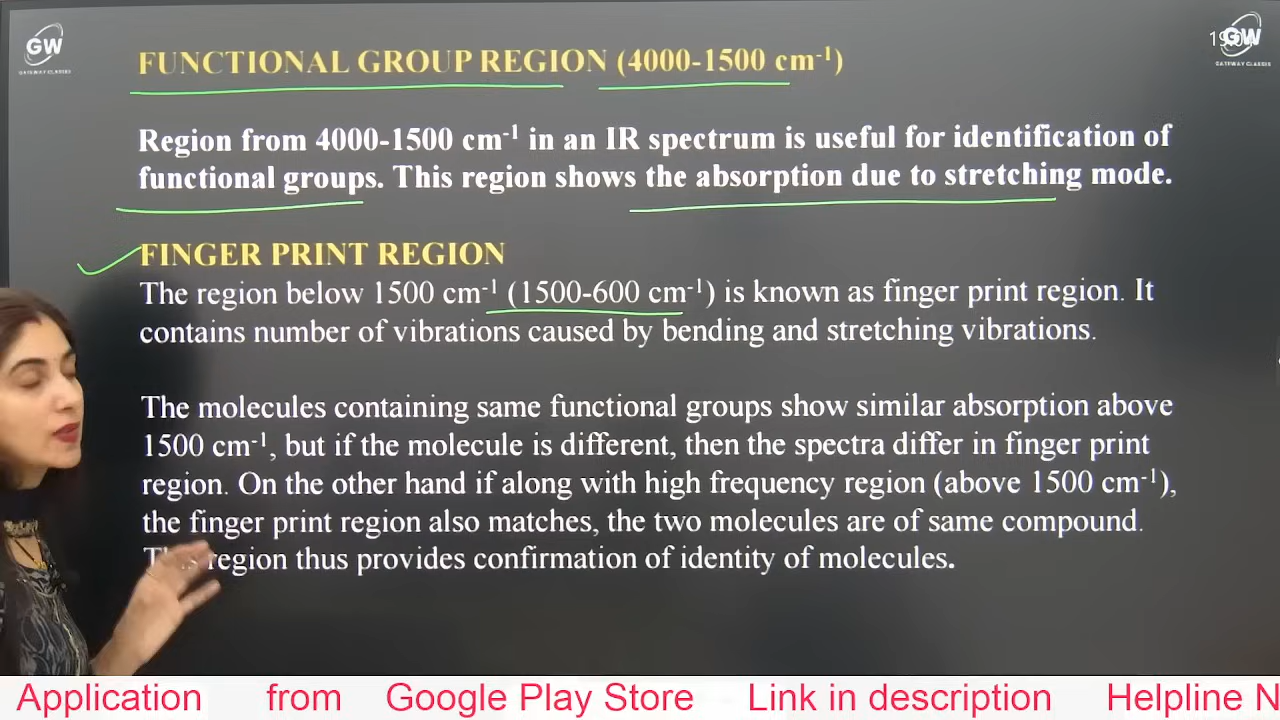 GW
GATEWAY CLASSES
GW
GATEWAY CLASSES
FUNCTIONAL GROUP REGION (4000-1500 cm⁻¹)
Region from 4000-1500 cm⁻¹ in an IR spectrum is useful for identification of
functional groups. This region shows the absorption due to stretching mode.
FINGER PRINT REGION
The region below 1500 cm⁻¹ (1500-600 cm⁻¹) is known as finger print region. It
contains number of vibrations caused by bending and stretching vibrations.
The molecules containing same functional groups show similar absorption above
1500 cm⁻¹, but if the molecule is different, then the spectra differ in finger print
region. On the other hand if along with high frequency region (above 1500 cm⁻¹),
the finger print region also matches, the two molecules are of same compound.
region thus provides confirmation of identity of molecules.
Application from Google Play Store Link in description Helpline N